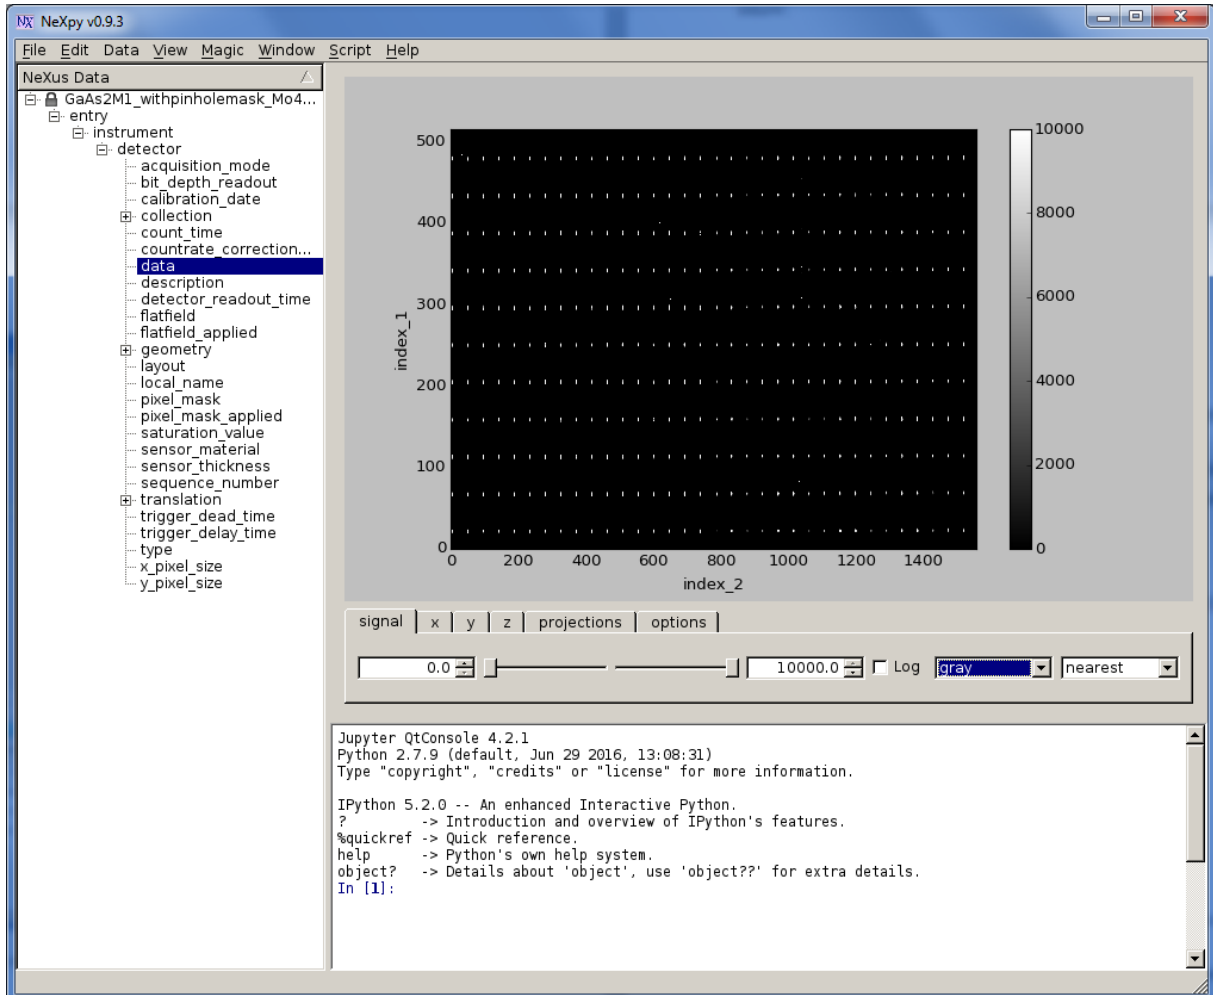 NeXpy v0.9.3
File Edit Data View Magic Window Script Help
NeXus Data
GaAs2M1_withpinholemask_Mo4...
entry
instrument
detector
acquisition_mode
bit_depth_readout
calibration_date
collection
count_time
countrate_correction...
data
description
detector_readout_time
flatfield
flatfield_applied
geometry
layout
local_name
pixel_mask
pixel_mask_applied
saturation_value
sensor_material
sensor_thickness
sequence_number
translation
trigger_dead_time
trigger_delay_time
type
x_pixel_size
y_pixel_size
500
400
300
200
100
0
index_1
0 200 400 600 800 1000 1200 1400
index_2
10000
8000
6000
4000
2000
0
signal x y z projections options
0.0 10000.0 Log gray nearest
Jupyter QtConsole 4.2.1
Python 2.7.9 (default, Jun 29 2016, 13:08:31)
Type "copyright", "credits" or "license" for more information.
IPython 5.2.0 -- An enhanced Interactive Python.
? -> Introduction and overview of IPython's features.
%quickref -> Quick reference.
help -> Python's own help system.
object? -> Details about 'object', use 'object??' for extra details.
In [1]: